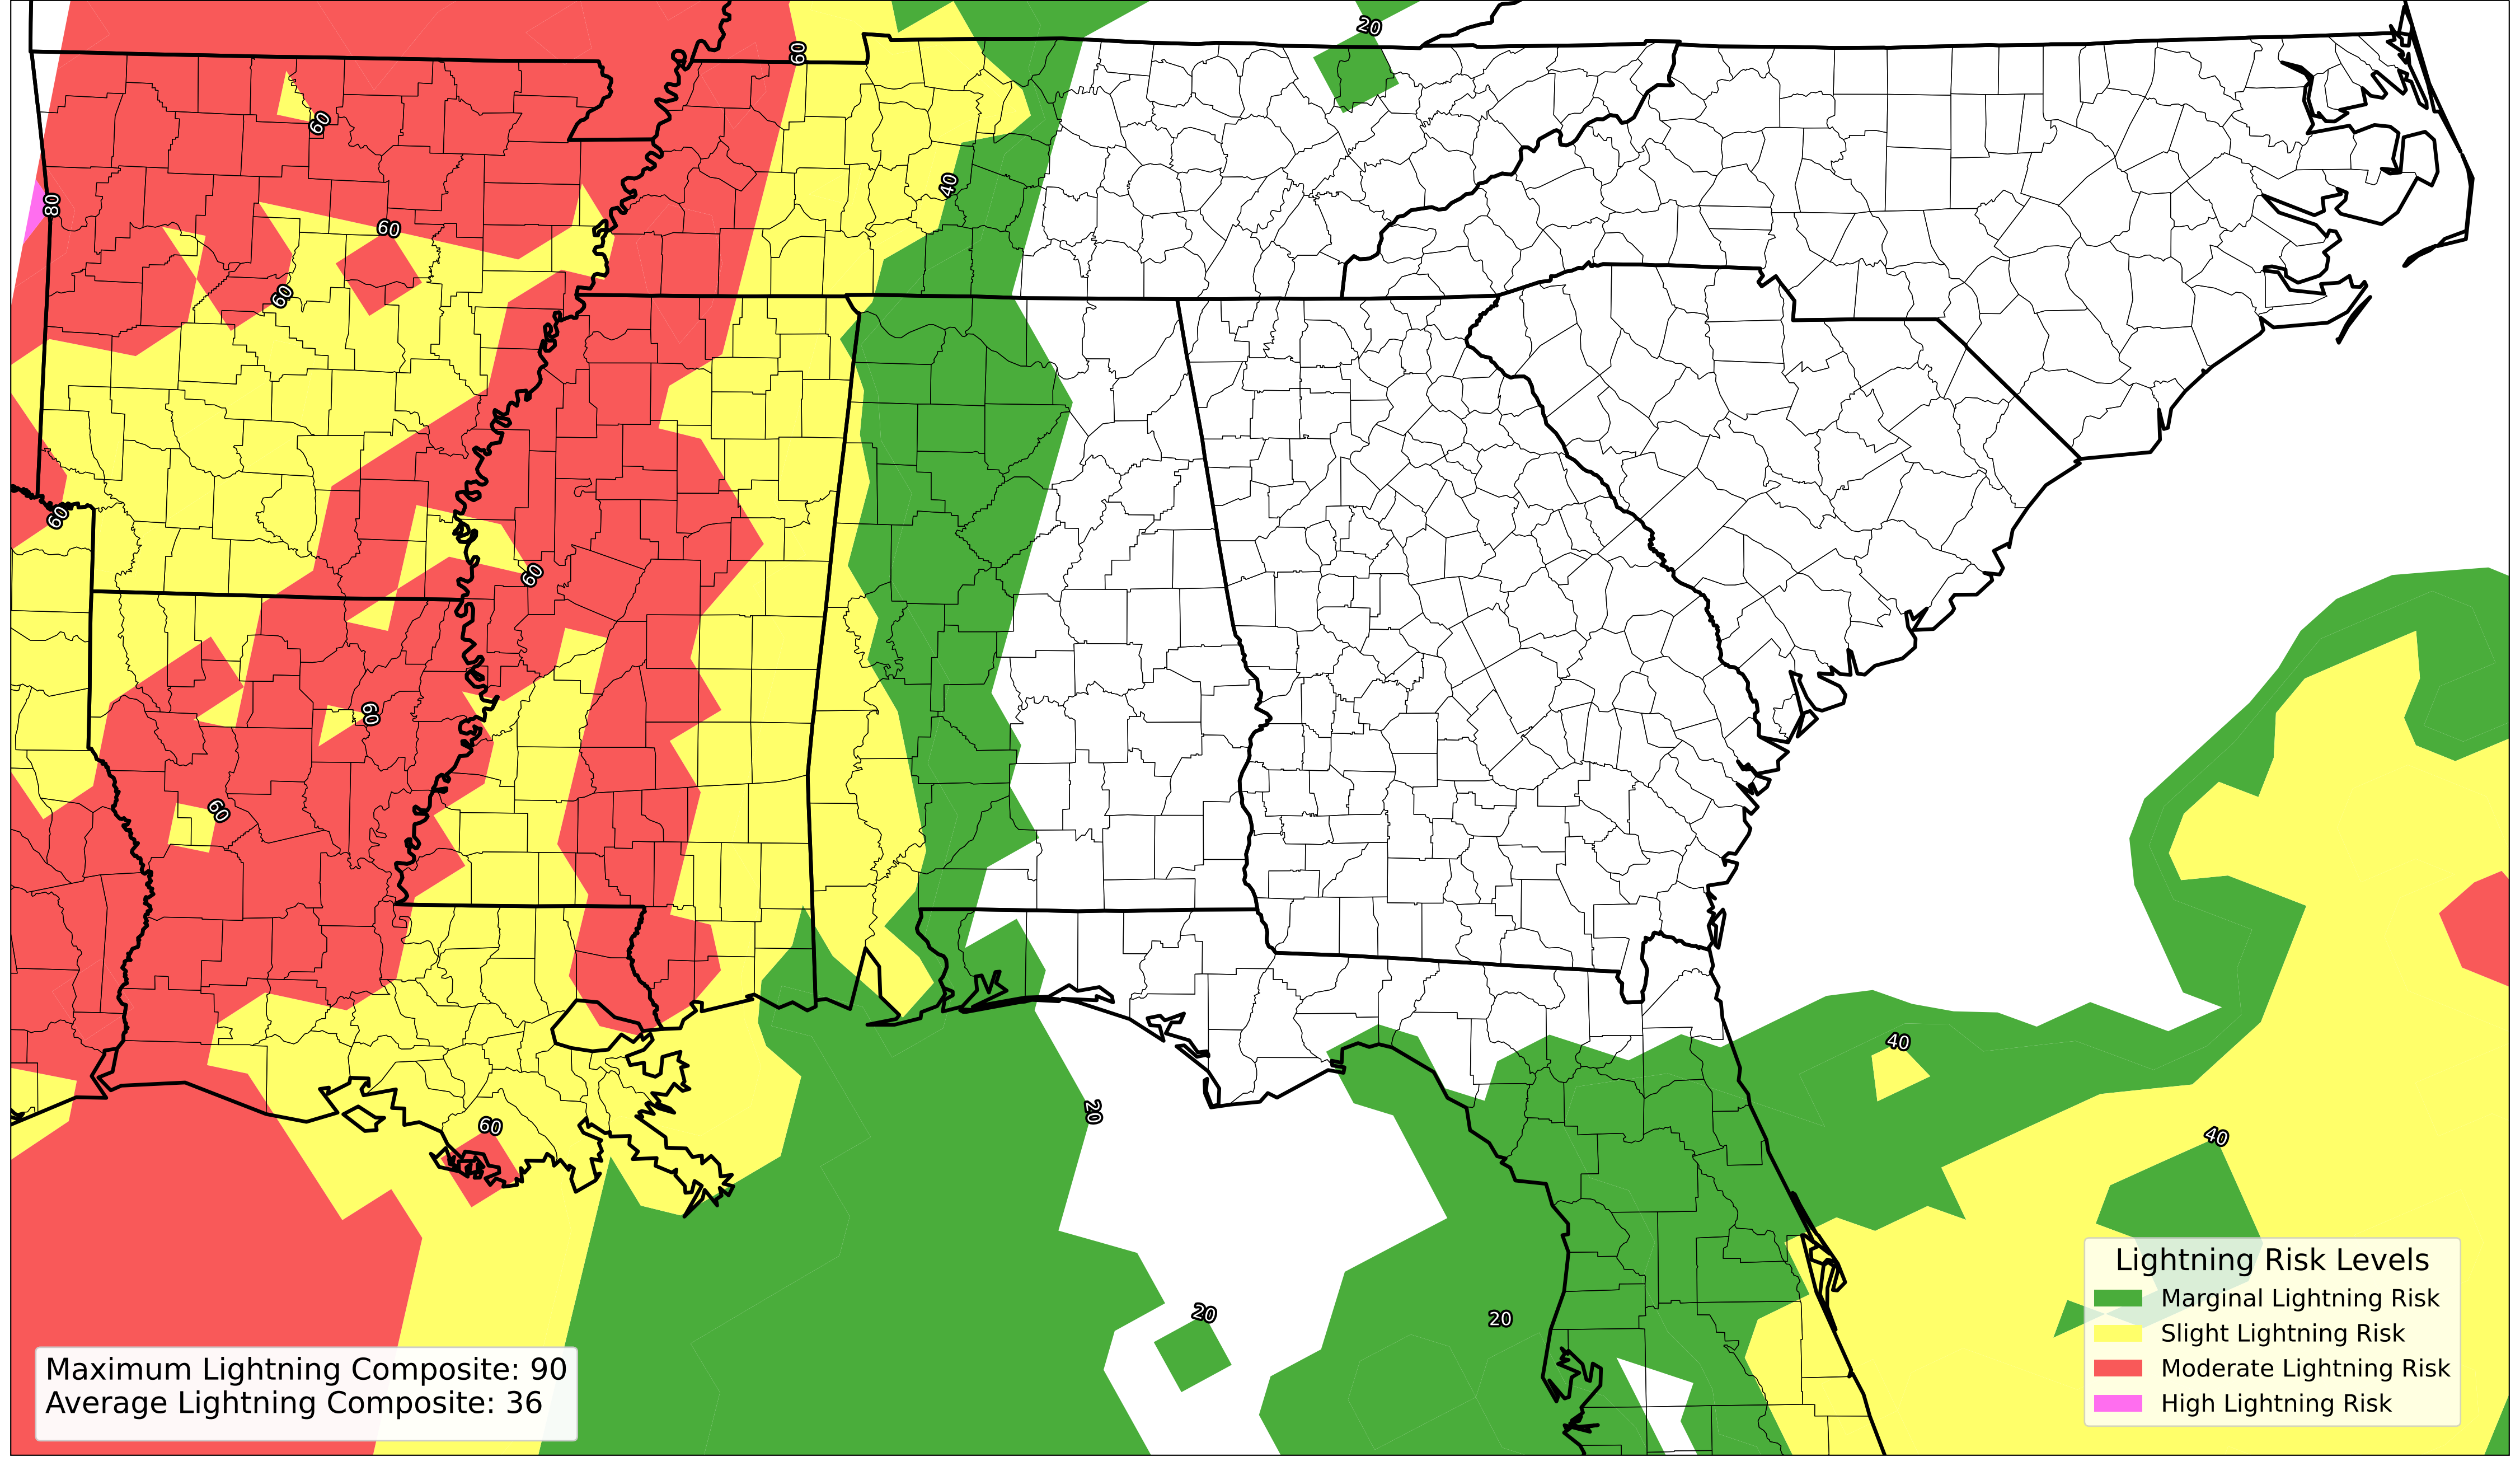 20
60
60
40
80
60
60
60
60
60
60
40
20
60
40
20
20
Lightning Risk Levels
Marginal Lightning Risk
Slight Lightning Risk
Moderate Lightning Risk
High Lightning Risk
Maximum Lightning Composite: 90
Average Lightning Composite: 36